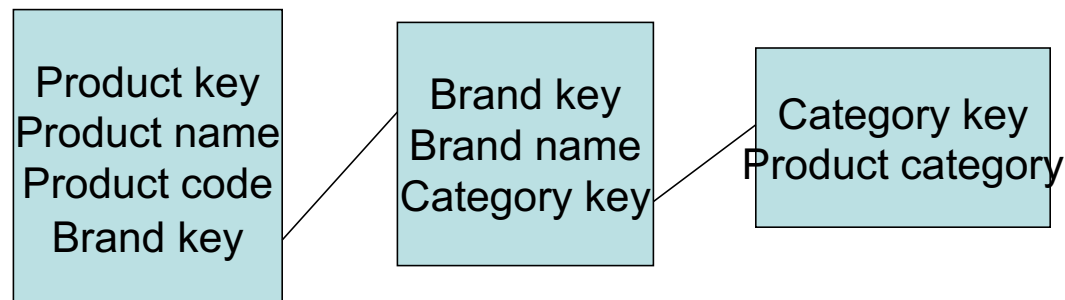 Product key
Product name
Product code
Brand key
Brand key
Brand name
Category key
Category key
Product category